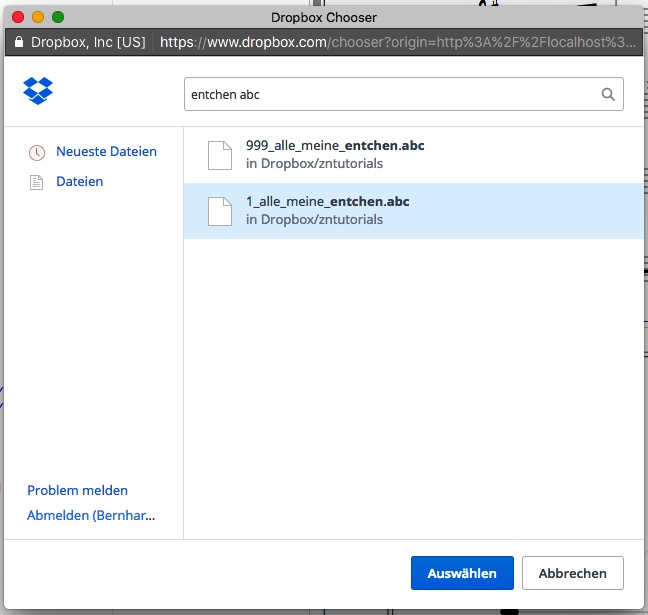 Dropbox Chooser
Dropbox, Inc [US] https://www.dropbox.com/chooser?origin=http%3A%2F%2Flocalhost%3...
entchen abc
Neueste Dateien
Dateien
999_alle_meine_entchen.abc
in Dropbox/zntutorials
1_alle_meine_entchen.abc
in Dropbox/zntutorials
Problem melden
Abmelden (Bernhar...
Auswählen
Abbrechen